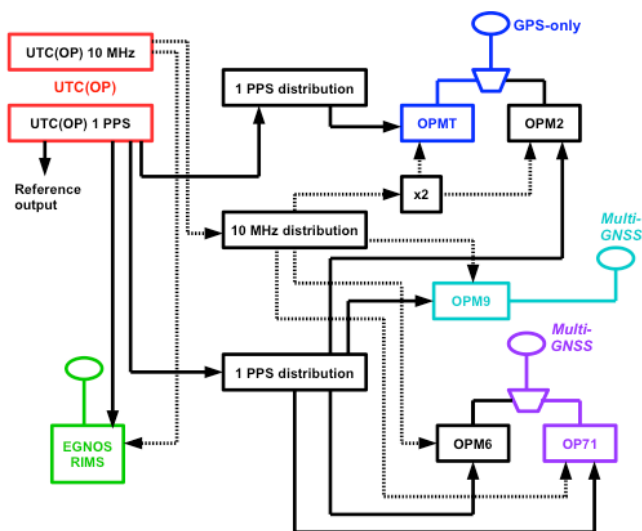 GPS-only
UTC(OP) 10 MHz
UTC(OP)
1 PPS distribution
UTC(OP) 1 PPS
OPMT
OPM2
Reference
output
x2
10 MHz distribution
Multi-
GNSS
OPM9
1 PPS distribution
Multi-
GNSS
EGNOS
RIMS
OPM6
OP71